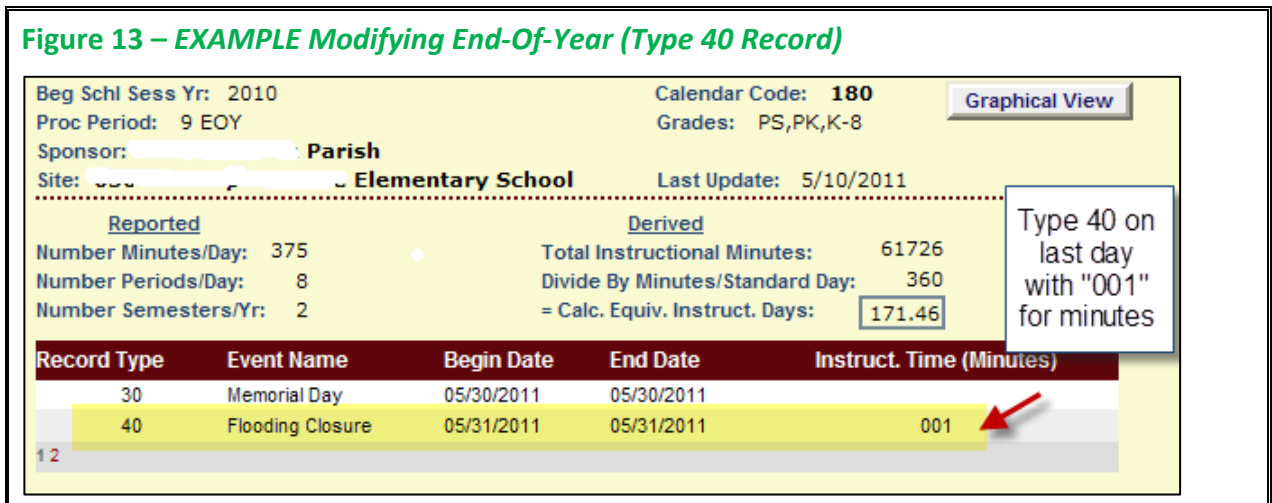 Figure 13 – EXAMPLE Modifying End-Of-Year (Type 40 Record)
Beg Schl Sess Yr: 2010 Calendar Code: 180 Graphical View
Proc Period: 9 EOY Grades: PS,PK,K-8
Sponsor: Parish
Site: Elementary School Last Update: 5/10/2011
Reported Derived
Number Minutes/Day: 375 Total Instructional Minutes: 61726
Number Periods/Day: 8 Divide By Minutes/Standard Day: 360
Number Semesters/Yr: 2 = Calc. Equiv. Instruct. Days: 171.46
Type 40 on
last day
with "001"
for minutes
Record Type Event Name Begin Date End Date Instruct. Time (Minutes)
30 Memorial Day 05/30/2011 05/30/2011
40 Flooding Closure 05/31/2011 05/31/2011 001
1 2